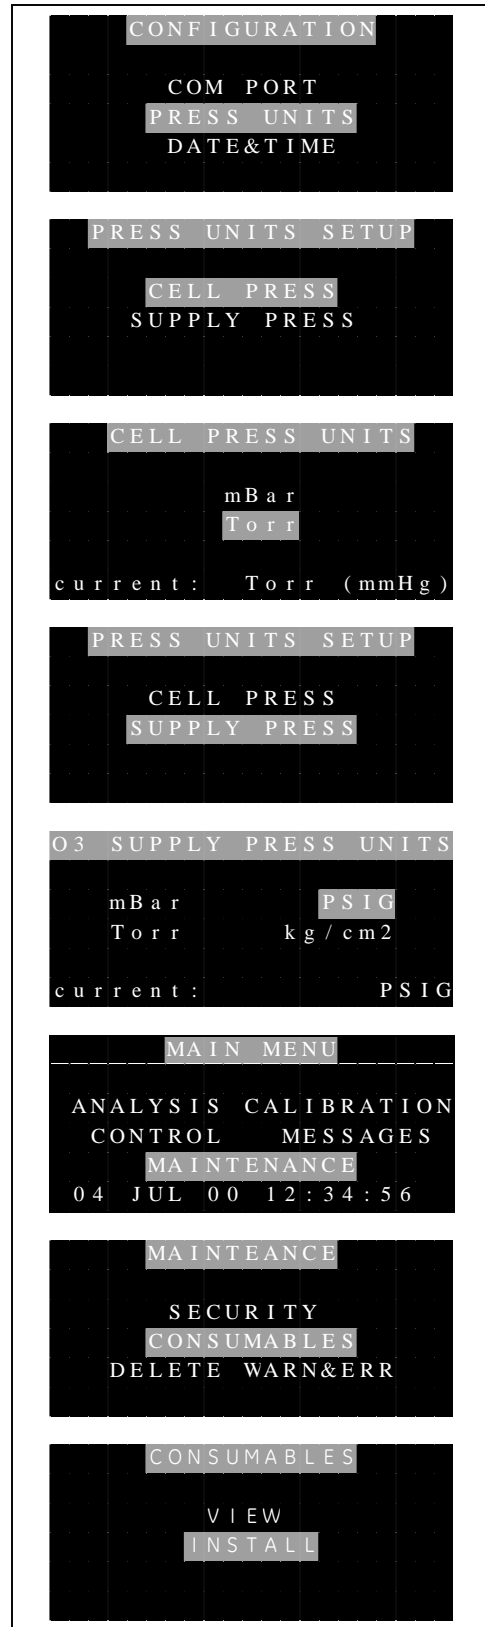 CONFIGURATION
COM PORT
PRESS UNITS
DATE&TIME
PRESS UNITS SETUP
CELL PRESS
SUPPLY PRESS
CELL PRESS UNITS
mBar
Torr
current: Torr (mmHg)
PRESS UNITS SETUP
CELL PRESS
SUPPLY PRESS
O3 SUPPLY PRESS UNITS
mBar PSIG
Torr kg/cm2
current: PSIG
MAIN MENU
ANALYSIS CALIBRATION
CONTROL MESSAGES
MAINTENANCE
04 JUL 00 12:34:56
MAINTEANCE
SECURITY
CONSUMABLES
DELETE WARN&ERR
CONSUMABLES
VIEW
INSTALL